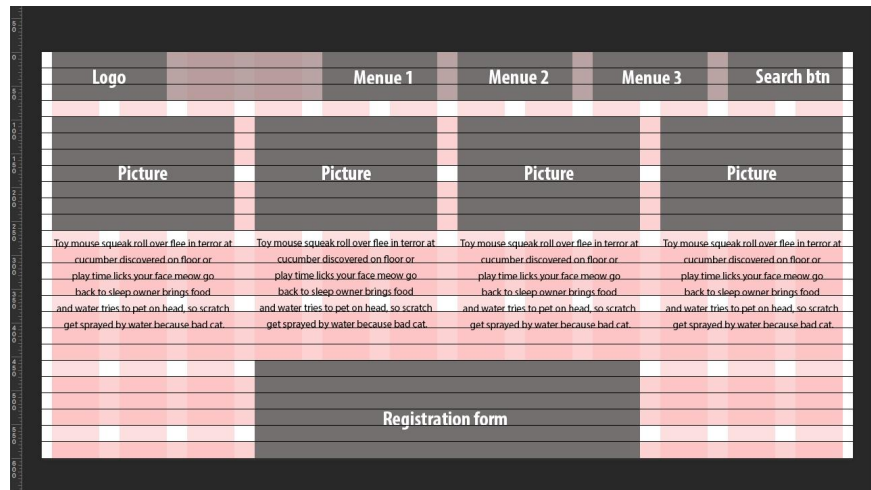 Logo
Menue 1
Menue 2
Menue 3
Search btn
Picture
Picture
Picture
Picture
Toy mouse squeak roll over flee in terror at
cucumber discovered on floor or
play time licks your face meow go
back to sleep owner brings food
and water tries to pet on head, so scratch
get sprayed by water because bad cat.
Toy mouse squeak roll over flee in terror at
cucumber discovered on floor or
play time licks your face meow go
back to sleep owner brings food
and water tries to pet on head, so scratch
get sprayed by water because bad cat.
Toy mouse squeak roll over flee in terror at
cucumber discovered on floor or
play time licks your face meow go
back to sleep owner brings food
and water tries to pet on head, so scratch
get sprayed by water because bad cat.
Toy mouse squeak roll over flee in terror at
cucumber discovered on floor or
play time licks your face meow go
back to sleep owner brings food
and water tries to pet on head, so scratch
get sprayed by water because bad cat.
Registration form